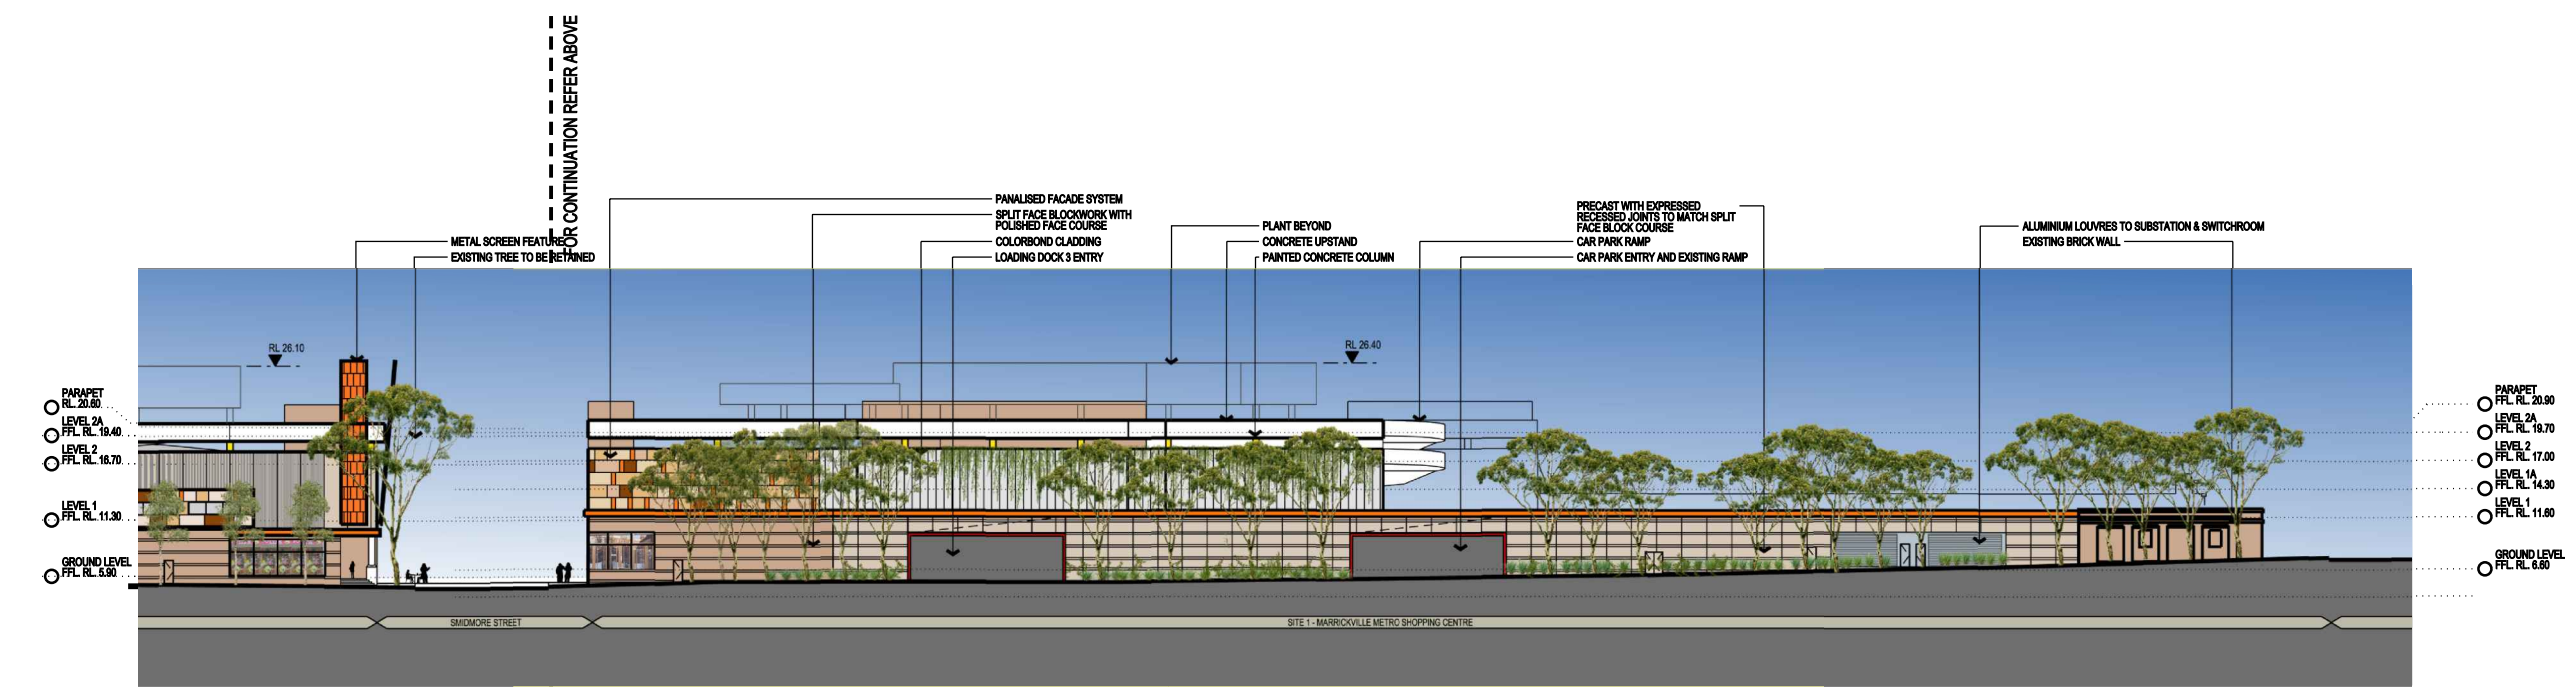 FOR CONTINUATION REFER ABOVE
METAL SCREEN FEATURE
EXISTING TREE TO BE RETAINED
PANALISED FACADE SYSTEM
SPLIT FACE BLOCKWORK WITH
POLISHED FACE COURSE
COLORBOND CLADDING
LOADING DOCK 3 ENTRY
PLANT BEYOND
CONCRETE UPSTAND
PAINTED CONCRETE COLUMN
PRECAST WITH EXPRESSED
RECESSED JOINTS TO MATCH SPLIT
FACE BLOCK COURSE
CAR PARK RAMP
CAR PARK ENTRY AND EXISTING RAMP
ALUMINIUM LOUVRES TO SUBSTATION & SWITCHROOM
EXISTING BRICK WALL
RL 26.10
RL 26.40
PARAPET
RL. 20.60
LEVEL 2A
FFL. RL. 19.40
LEVEL 2
FFL. RL. 16.70
LEVEL 1
FFL. RL. 11.30
GROUND LEVEL
FFL. RL. 5.90
PARAPET
FFL. RL. 20.90
LEVEL 2A
FFL. RL. 19.70
LEVEL 2
FFL. RL. 17.00
LEVEL 1A
FFL. RL. 14.30
LEVEL 1
FFL. RL. 11.60
GROUND LEVEL
FFL. RL. 6.60
SMIDMORE STREET
SITE 1 - MARRICKVILLE METRO SHOPPING CENTRE